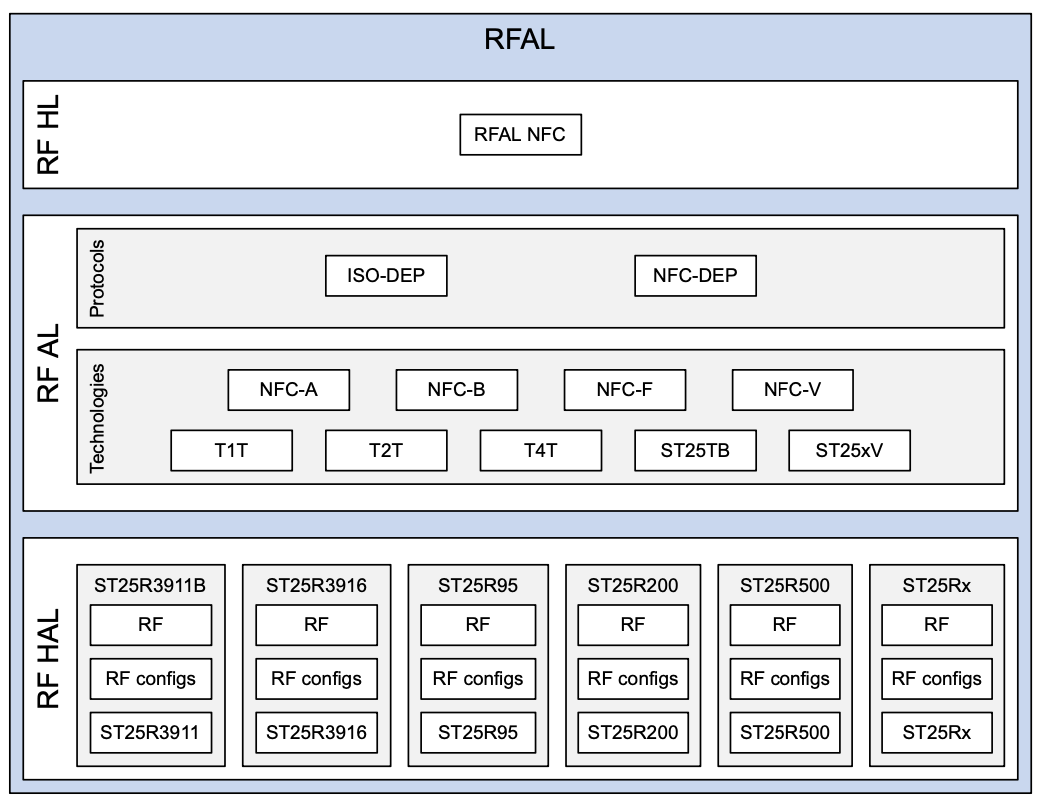 RFAL
RF HL
RFAL NFC
RF AL
Protocols
ISO-DEP
NFC-DEP
Technologies
NFC-A
NFC-B
NFC-F
NFC-V
T1T
T2T
T4T
ST25TB
ST25xV
RF HAL
ST25R3911B
RF
RF configs
ST25R3911
ST25R3916
RF
RF configs
ST25R3916
ST25R95
RF
RF configs
ST25R95
ST25R200
RF
RF configs
ST25R200
ST25R500
RF
RF configs
ST25R500
ST25Rx
RF
RF configs
ST25Rx